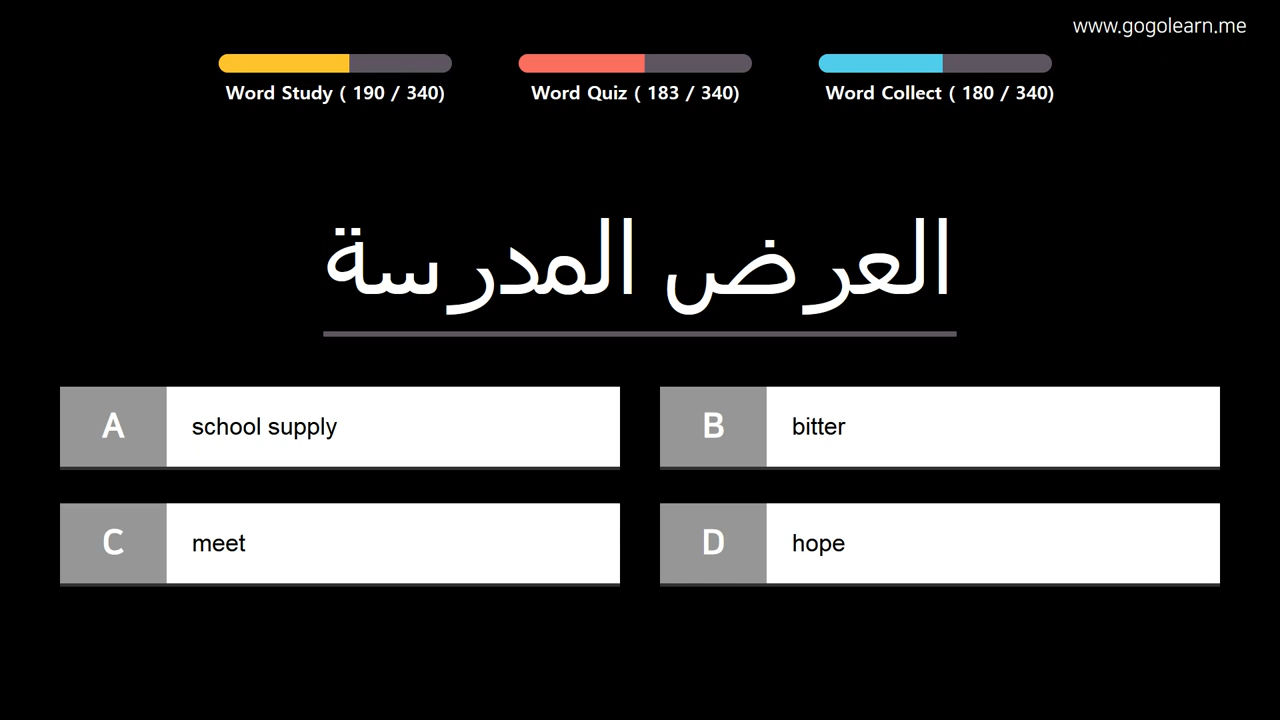 www.gogolearn.me
Word Study ( 190 / 340)
Word Quiz ( 183 / 340)
Word Collect ( 180 / 340)
العرض المدرسة
A school supply
B bitter
C meet
D hope